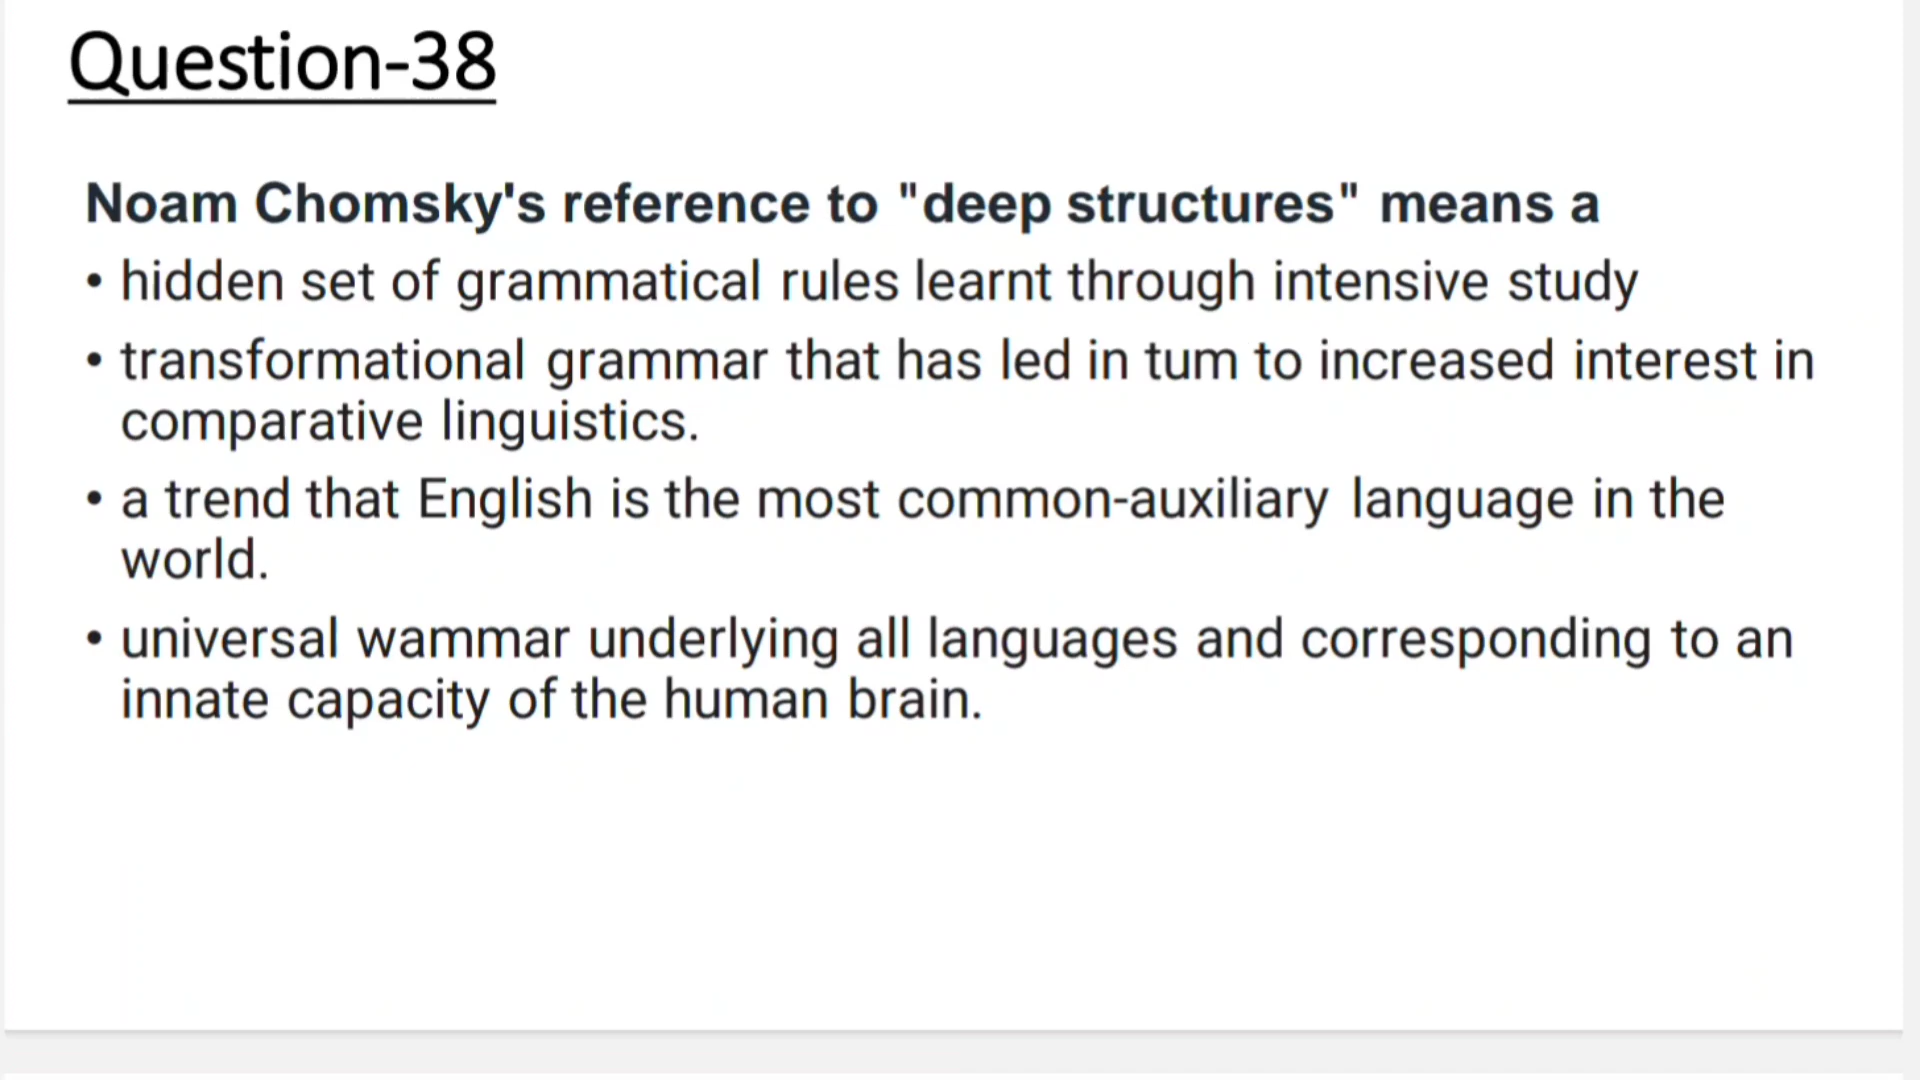 Question-38
Noam Chomsky's reference to "deep structures" means a
• hidden set of grammatical rules learnt through intensive study
• transformational grammar that has led in tum to increased interest in
comparative linguistics.
• a trend that English is the most common-auxiliary language in the
world.
• universal wammar underlying all languages and corresponding to an
innate capacity of the human brain.